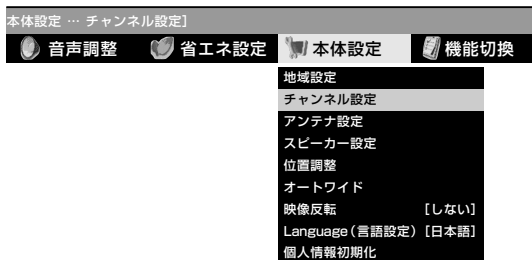 本体設定 … チャンネル設定]
音声調整 省エネ設定 本体設定 機能切換
地域設定
チャンネル設定
アンテナ設定
スピーカー設定
位置調整
オートワイド
映像反転 [しない]
Language(言語設定) [日本語]
個人情報初期化